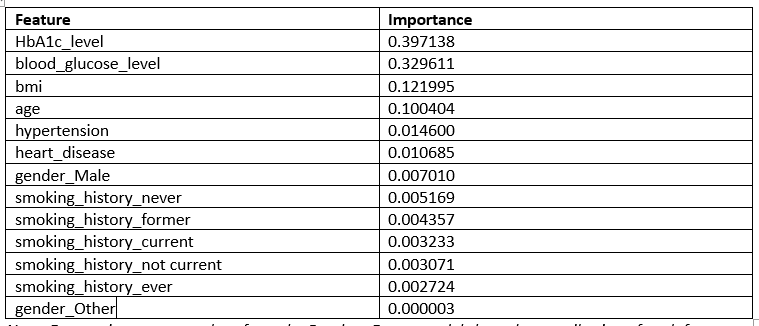 Feature Importance
HbA1c_level 0.397138
blood_glucose_level 0.329611
bmi 0.121995
age 0.100404
hypertension 0.014600
heart_disease 0.010685
gender_Male 0.007010
smoking_history_never 0.005169
smoking_history_former 0.004357
smoking_history_current 0.003233
smoking_history_not current 0.003071
smoking_history_ever 0.002724
gender_Other 0.000003